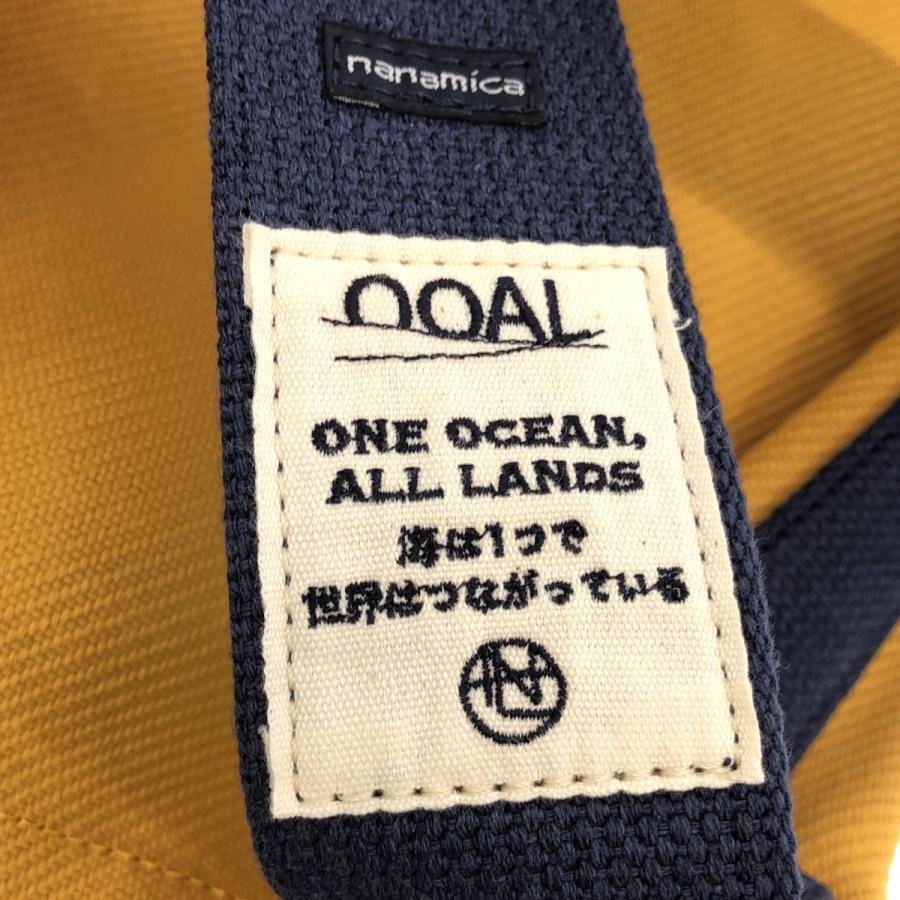 nanamica
OOAL
ONE OCEAN,
ALL LANDS
海は1つで
世界はつながっている